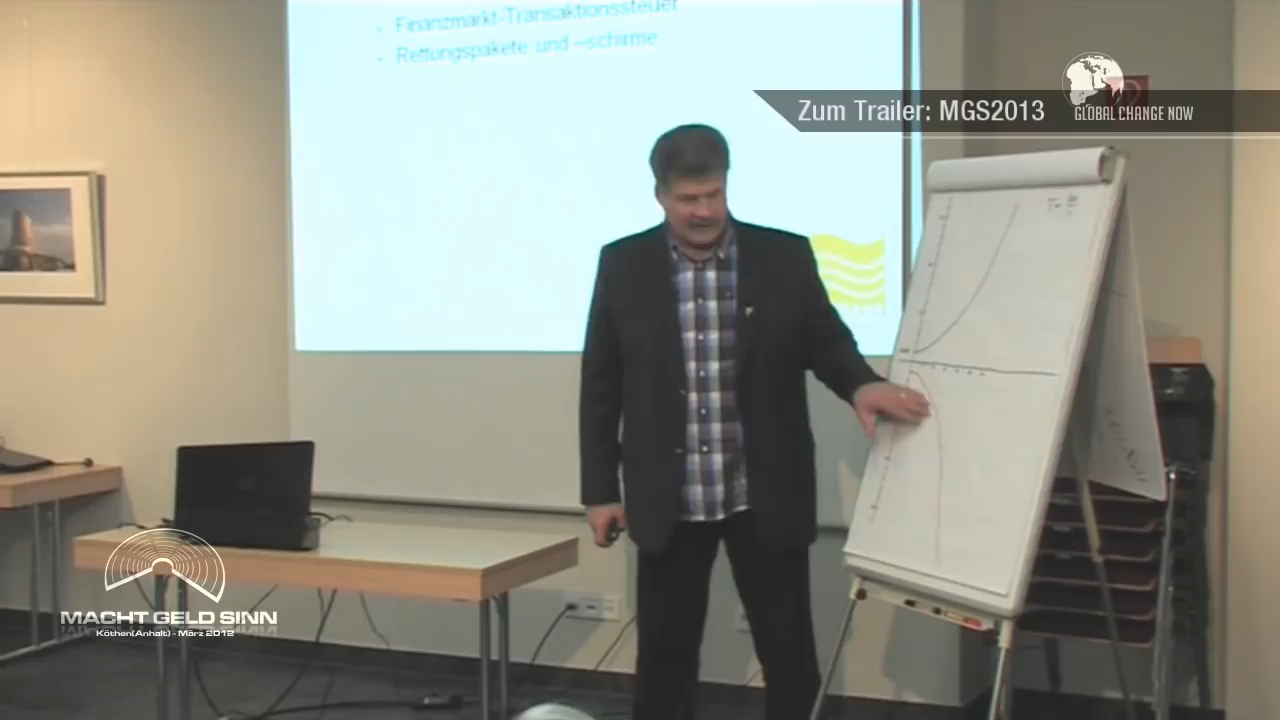 - Finanzmarkt-Transaktionssteuer
- Rettungspakete und –schirme
Zum Trailer: MGS2013
GLOBAL CHANGE NOW
MACHT GELD SINN
Köthen(Anhalt) - März 2012